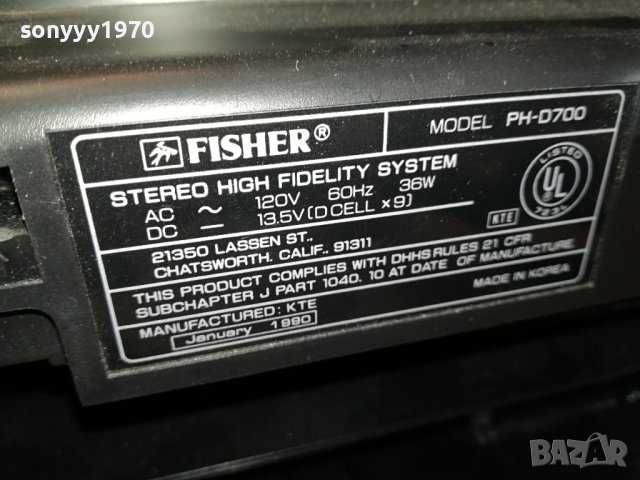 sonyyy1970
FISHER®
MODEL PH-D700
STEREO HIGH FIDELITY SYSTEM
AC ~ 120V 60Hz 36W
DC — 13.5V (D CELL ×9)
LISTED
UL
KTE
21350 LASSEN ST.,
CHATSWORTH, CALIF., 91311
THIS PRODUCT COMPLIES WITH DHHS RULES 21 CFR
SUBCHAPTER J PART 1040. 10 AT DATE OF MANUFACTURE.
MANUFACTURED: KTE
MADE IN KOREA
January 1990
BAZAR